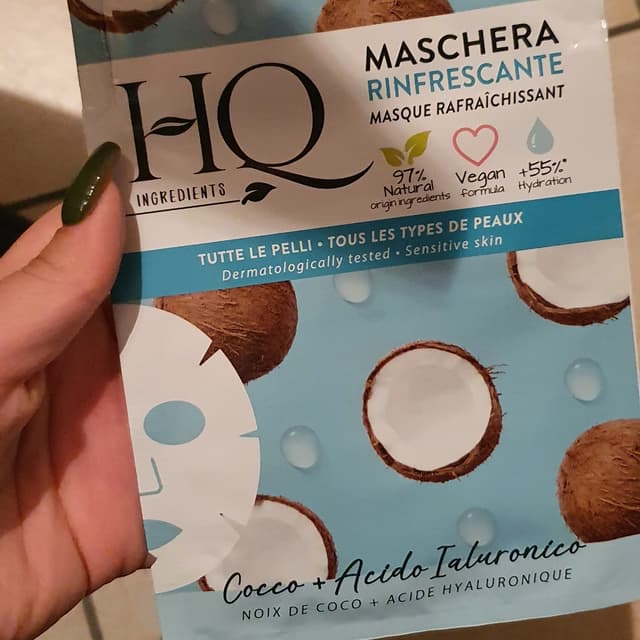 HQ
INGREDIENTS
MASCHERA
RINFRESCANTE
MASQUE RAFRAÎCHISSANT
97%
Natural
origin ingredients
Vegan
formula
+55%*
Hydration
TUTTE LE PELLI • TOUS LES TYPES DE PEAUX
Dermatologically tested • Sensitive skin
Cocco + Acido Ialuronico
NOIX DE COCO + ACIDE HYALURONIQUE